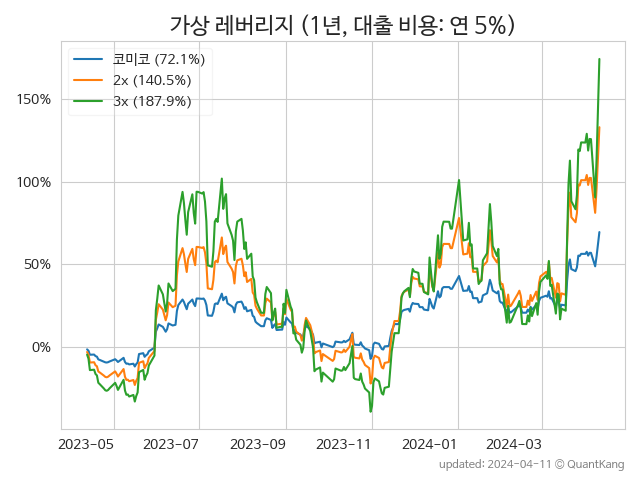 가상 레버리지 (1년, 대출 비용: 연 5%)
코미코 (72.1%)
2x (140.5%)
3x (187.9%)
150%
100%
50%
0%
2023-05 2023-07 2023-09 2023-11 2024-01 2024-03
updated: 2024-04-11 © QuantKang